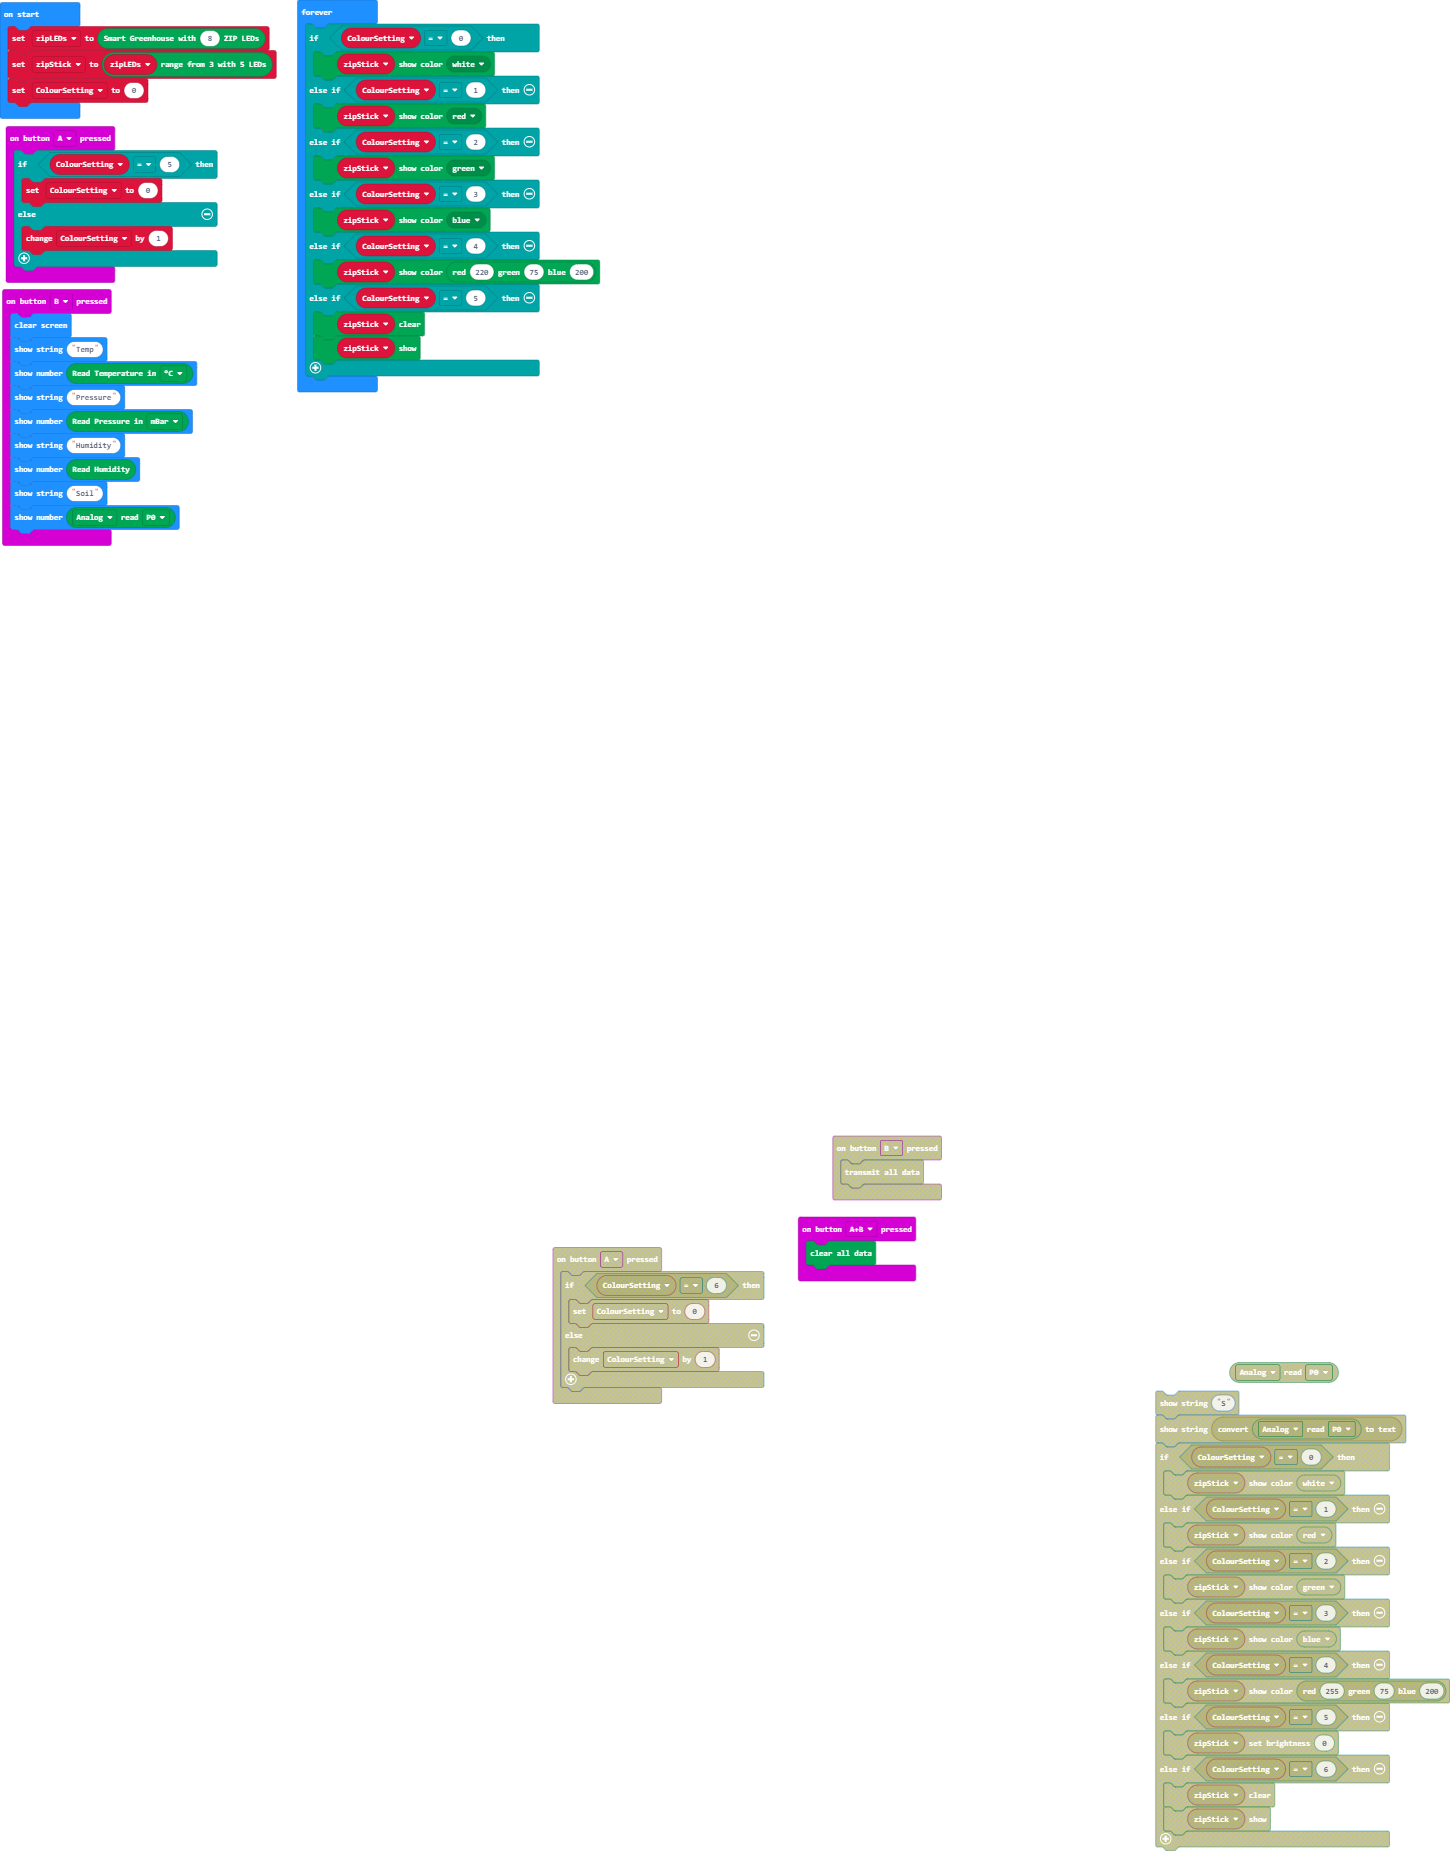 on start
set zipLEDs to Smart Greenhouse with 8 ZIP LEDs
set zipStick to zipLEDs range from 3 with 5 LEDs
set ColourSetting to 0
on button A pressed
if ColourSetting = 5 then
set ColourSetting to 0
else
change ColourSetting by 1
on button B pressed
clear screen
show string "Temp"
show number Read Temperature in °C
show string "Pressure"
show number Read Pressure in mBar
show string "Humidity"
show number Read Humidity
show string "Soil"
show number Analog read P0
forever
if ColourSetting = 0 then
zipStick show color white
else if ColourSetting = 1 then
zipStick show color red
else if ColourSetting = 2 then
zipStick show color green
else if ColourSetting = 3 then
zipStick show color blue
else if ColourSetting = 4 then
zipStick show color red 220 green 75 blue 200
else if ColourSetting = 5 then
zipStick clear
zipStick show
on button B pressed
transmit all data
on button A+B pressed
clear all data
on button A pressed
if ColourSetting = 6 then
set ColourSetting to 0
else
change ColourSetting by 1
Analog read P0
show string "S"
show string convert Analog read P0 to text
if ColourSetting = 0 then
zipStick show color white
else if ColourSetting = 1 then
zipStick show color red
else if ColourSetting = 2 then
zipStick show color green
else if ColourSetting = 3 then
zipStick show color blue
else if ColourSetting = 4 then
zipStick show color red 255 green 75 blue 200
else if ColourSetting = 5 then
zipStick set brightness 0
else if ColourSetting = 6 then
zipStick clear
zipStick show